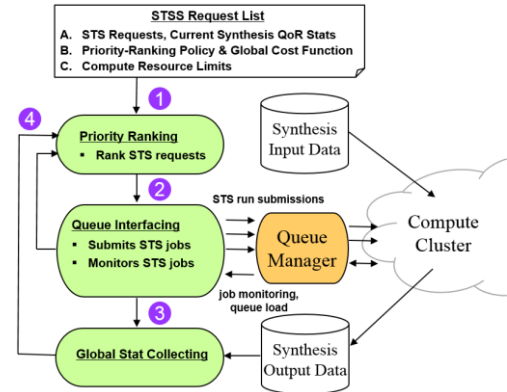 STSS Request List
A. STS Requests, Current Synthesis QoR Stats
B. Priority-Ranking Policy & Global Cost Function
C. Compute Resource Limits
1
4
Priority Ranking
▪ Rank STS requests
Synthesis
Input Data
2
STS run submissions
Queue Interfacing
▪ Submits STS jobs
▪ Monitors STS jobs
Queue
Manager
Compute
Cluster
job monitoring,
queue load
3
Global Stat Collecting
Synthesis
Output Data